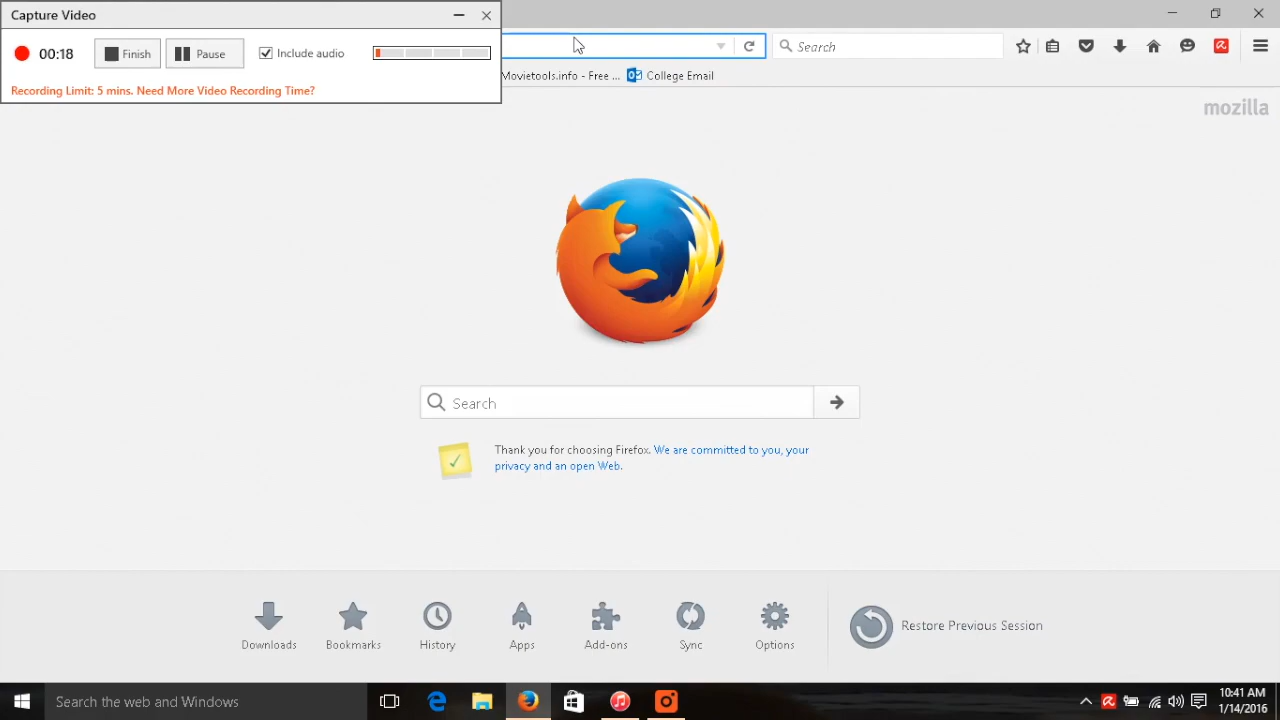 Capture Video
00:18
Finish
Pause
Include audio
Recording Limit: 5 mins. Need More Video Recording Time?
Search
Movietools.info - Free ...
College Email
mozilla
Search
Thank you for choosing Firefox. We are committed to you, your
privacy and an open Web.
Downloads
Bookmarks
History
Apps
Add-ons
Sync
Options
Restore Previous Session
Search the web and Windows
10:41 AM
1/14/2016